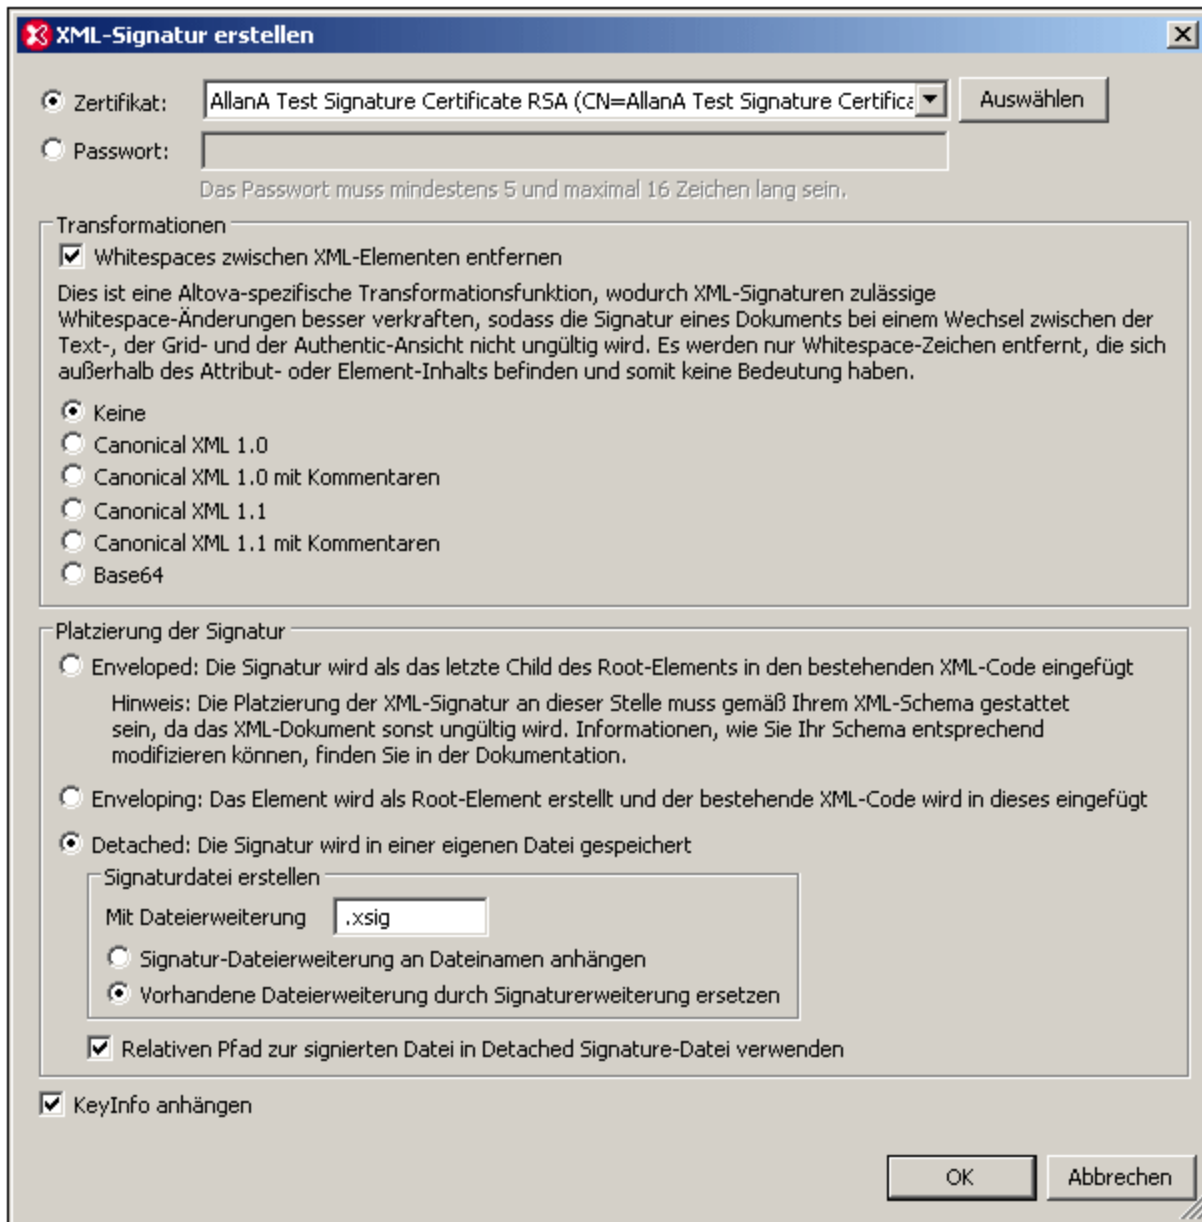 XML-Signatur erstellen
Zertifikat: AllanA Test Signature Certificate RSA (CN=AllanA Test Signature Certifica Auswählen
Passwort:
Das Passwort muss mindestens 5 und maximal 16 Zeichen lang sein.
Transformationen
Whitespaces zwischen XML-Elementen entfernen
Dies ist eine Altova-spezifische Transformationsfunktion, wodurch XML-Signaturen zulässige
Whitespace-Änderungen besser verkraften, sodass die Signatur eines Dokuments bei einem Wechsel zwischen der
Text-, der Grid- und der Authentic-Ansicht nicht ungültig wird. Es werden nur Whitespace-Zeichen entfernt, die sich
außerhalb des Attribut- oder Element-Inhalts befinden und somit keine Bedeutung haben.
Keine
Canonical XML 1.0
Canonical XML 1.0 mit Kommentaren
Canonical XML 1.1
Canonical XML 1.1 mit Kommentaren
Base64
Platzierung der Signatur
Enveloped: Die Signatur wird als das letzte Child des Root-Elements in den bestehenden XML-Code eingefügt
Hinweis: Die Platzierung der XML-Signatur an dieser Stelle muss gemäß Ihrem XML-Schema gestattet
sein, da das XML-Dokument sonst ungültig wird. Informationen, wie Sie Ihr Schema entsprechend
modifizieren können, finden Sie in der Dokumentation.
Enveloping: Das Element wird als Root-Element erstellt und der bestehende XML-Code wird in dieses eingefügt
Detached: Die Signatur wird in einer eigenen Datei gespeichert
Signaturdatei erstellen
Mit Dateierweiterung .xsig
Signatur-Dateierweiterung an Dateinamen anhängen
Vorhandene Dateierweiterung durch Signaturerweiterung ersetzen
Relativen Pfad zur signierten Datei in Detached Signature-Datei verwenden
KeyInfo anhängen
OK Abbrechen